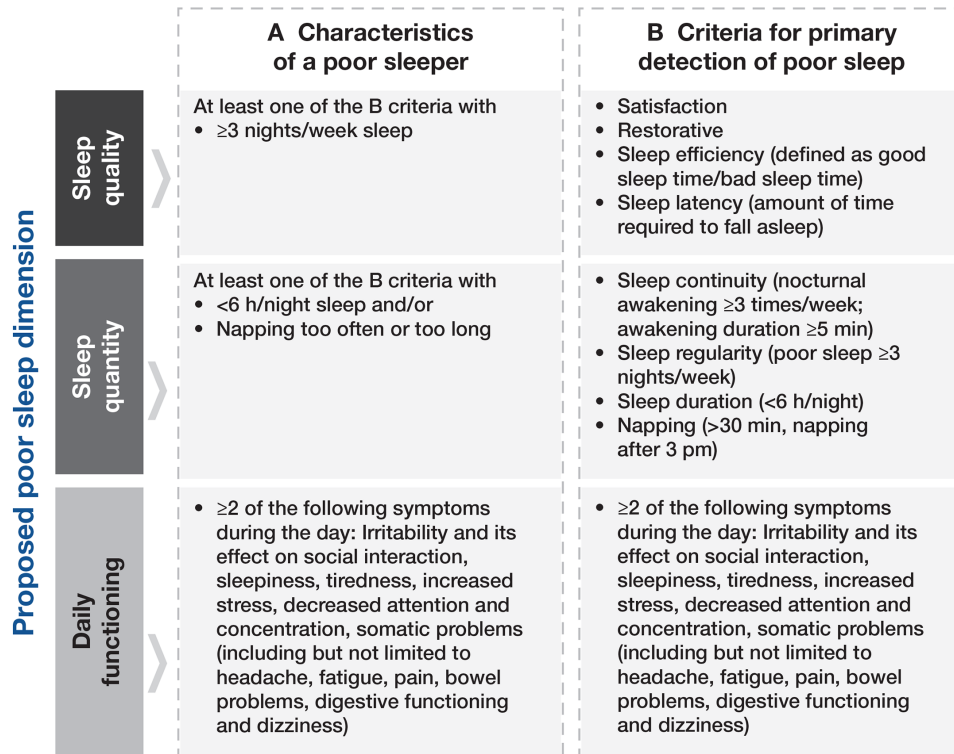 A Characteristics
of a poor sleeper
B Criteria for primary
detection of poor sleep
Proposed poor sleep dimension
Sleep
quality
At least one of the B criteria with
• ≥3 nights/week sleep
• Satisfaction
• Restorative
• Sleep efficiency (defined as good
sleep time/bad sleep time)
• Sleep latency (amount of time
required to fall asleep)
Sleep
quantity
At least one of the B criteria with
• <6 h/night sleep and/or
• Napping too often or too long
• Sleep continuity (nocturnal
awakening ≥3 times/week;
awakening duration ≥5 min)
• Sleep regularity (poor sleep ≥3
nights/week)
• Sleep duration (<6 h/night)
• Napping (>30 min, napping
after 3 pm)
Daily
functioning
• ≥2 of the following symptoms
during the day: Irritability and its
effect on social interaction,
sleepiness, tiredness, increased
stress, decreased attention and
concentration, somatic problems
(including but not limited to
headache, fatigue, pain, bowel
problems, digestive functioning
and dizziness)
• ≥2 of the following symptoms
during the day: Irritability and its
effect on social interaction,
sleepiness, tiredness, increased
stress, decreased attention and
concentration, somatic problems
(including but not limited to
headache, fatigue, pain, bowel
problems, digestive functioning
and dizziness)